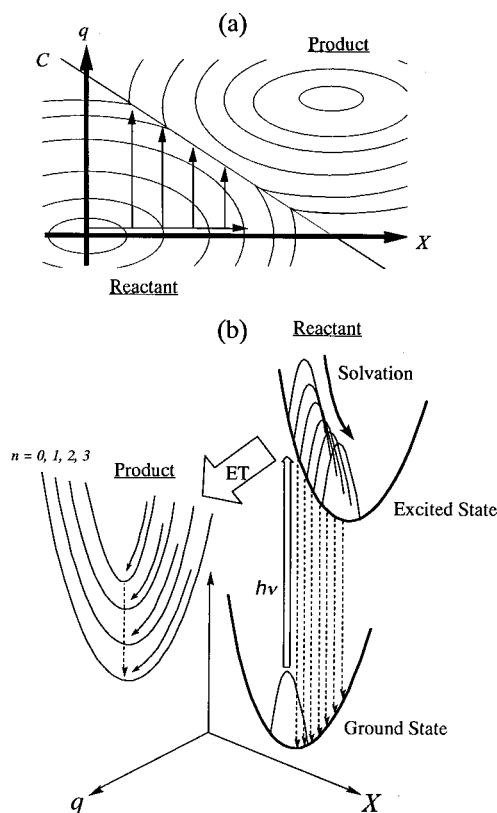 (a)
q
Product
C
X
Reactant
(b)
Reactant
Solvation
n = 0, 1, 2, 3
Product
ET
Excited State
hν
Ground State
q
X